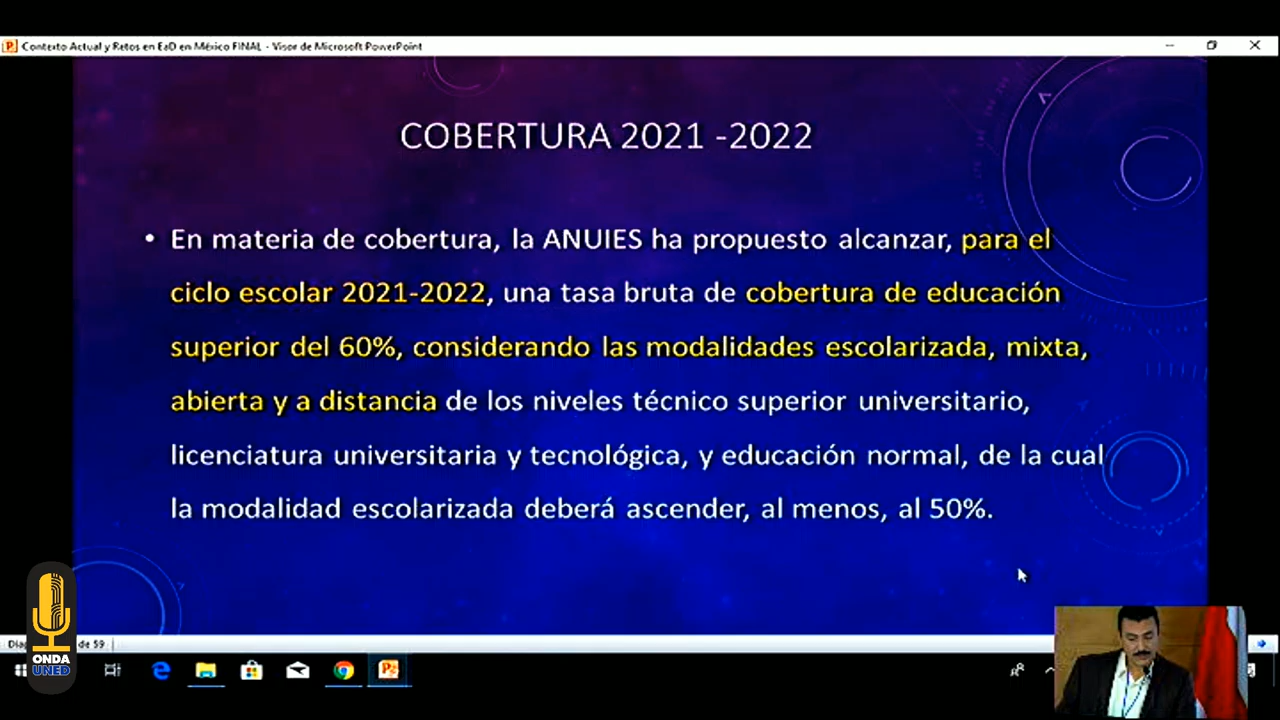 Contexto Actual y Retos en EaD en México FINAL - Visor de Microsoft PowerPoint
COBERTURA 2021 -2022
• En materia de cobertura, la ANUIES ha propuesto alcanzar, para el
ciclo escolar 2021-2022, una tasa bruta de cobertura de educación
superior del 60%, considerando las modalidades escolarizada, mixta,
abierta y a distancia de los niveles técnico superior universitario,
licenciatura universitaria y tecnológica, y educación normal, de la cual
la modalidad escolarizada deberá ascender, al menos, al 50%.
de 59
ONDA
UNED